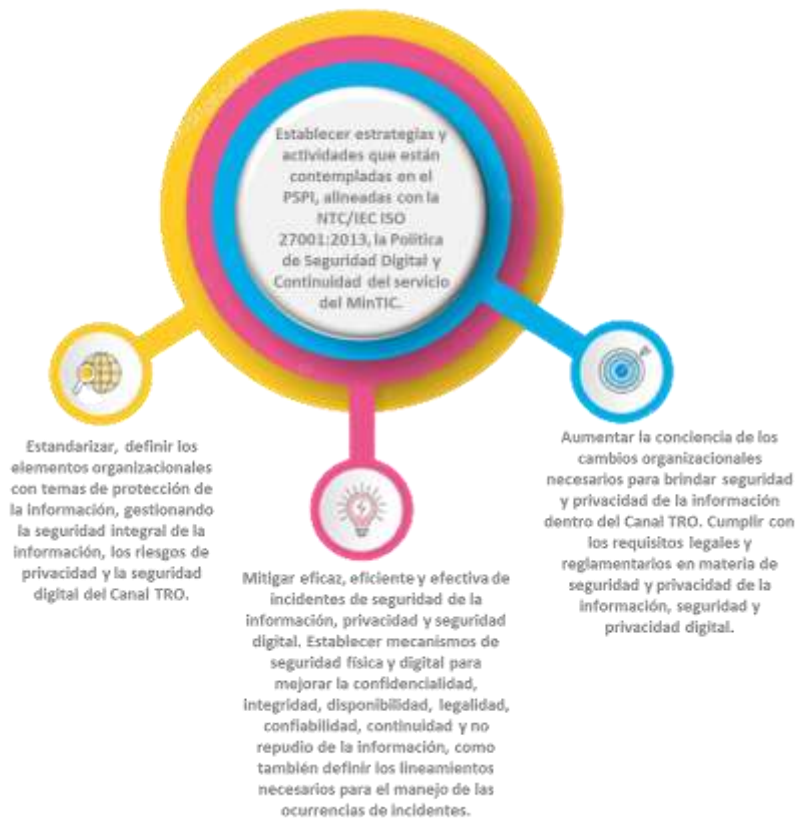 Establecer estrategias y
actividades que están
contempladas en el
PSPI, alineadas con la
NTC/IEC ISO
27001:2013, la Política
de Seguridad Digital y
Continuidad del servicio
del MinTIC.
Estandarizar, definir los
elementos organizacionales
con temas de protección de
la información, gestionando
la seguridad integral de la
información, los riesgos de
privacidad y la seguridad
digital del Canal TRO.
Mitigar eficaz, eficiente y efectiva de
incidentes de seguridad de la
información, privacidad y seguridad
digital. Establecer mecanismos de
seguridad física y digital para
mejorar la confidencialidad,
integridad, disponibilidad, legalidad,
confiabilidad, continuidad y no
repudio de la información, como
también definir los lineamientos
necesarios para el manejo de las
ocurrencias de incidentes.
Aumentar la conciencia de los
cambios organizacionales
necesarios para brindar seguridad
y privacidad de la información
dentro del Canal TRO. Cumplir con
los requisitos legales y
reglamentarios en materia de
seguridad y privacidad de la
información, seguridad y
privacidad digital.